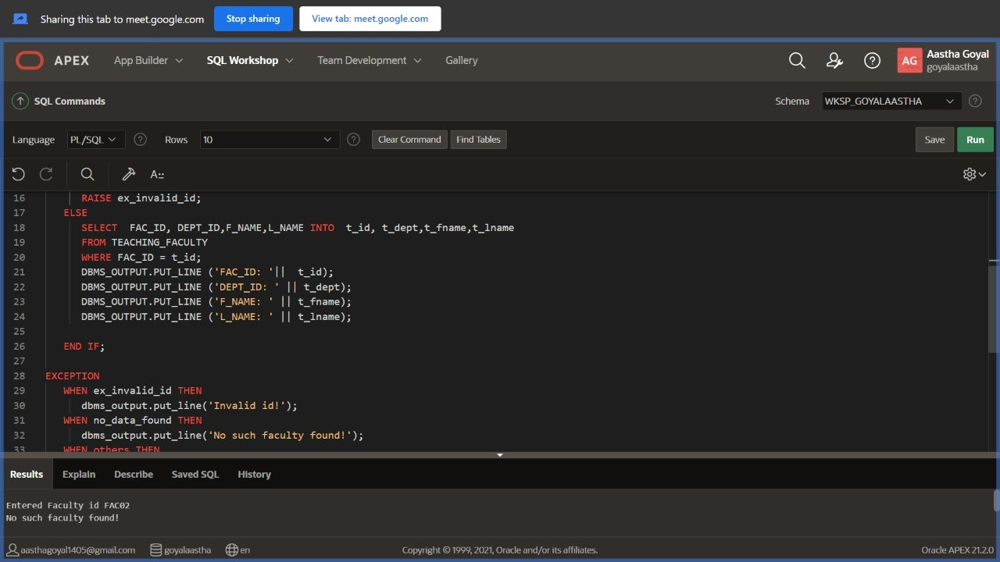 Sharing this tab to meet.google.com Stop sharing View tab: meet.google.com
APEX App Builder SQL Workshop Team Development Gallery AG Aastha Goyal
goyalaastha
SQL Commands Schema WKSP_GOYALAASTHA
Language PL/SQL Rows 10 Clear Command Find Tables Save Run
A::
16 RAISE ex_invalid_id;
17 ELSE
18 SELECT  FAC_ID, DEPT_ID,F_NAME,L_NAME INTO  t_id, t_dept,t_fname,t_lname
19 FROM TEACHING_FACULTY
20 WHERE FAC_ID = t_id;
21 DBMS_OUTPUT.PUT_LINE ('FAC_ID: '||  t_id);
22 DBMS_OUTPUT.PUT_LINE ('DEPT_ID: ' || t_dept);
23 DBMS_OUTPUT.PUT_LINE ('F_NAME: ' || t_fname);
24 DBMS_OUTPUT.PUT_LINE ('L_NAME: ' || t_lname);
25
26 END IF;
27
28 EXCEPTION
29 WHEN ex_invalid_id THEN
30 dbms_output.put_line('Invalid id!');
31 WHEN no_data_found THEN
32 dbms_output.put_line('No such faculty found!');
33 WHEN others THEN
Results Explain Describe Saved SQL History
Entered Faculty id FAC02
No such faculty found!
aasthagoyal1405@gmail.com goyalaastha en Copyright © 1999, 2021, Oracle and/or its affiliates. Oracle APEX 21.2.0